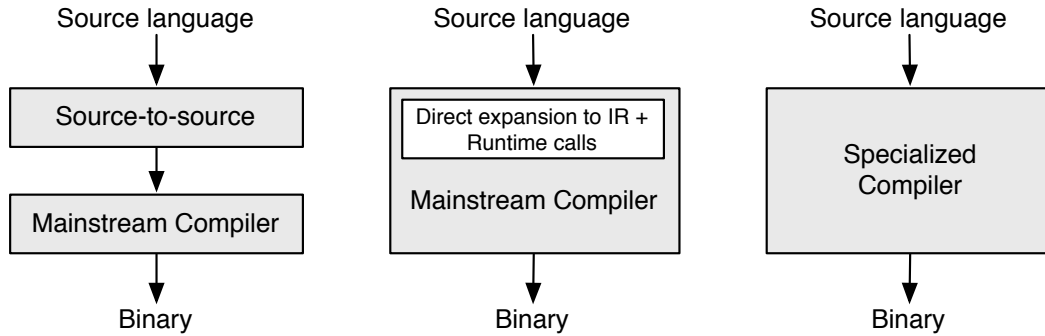 Source language
Source-to-source
Mainstream Compiler
Binary
Source language
Direct expansion to IR +
Runtime calls
Mainstream Compiler
Binary
Source language
Specialized
Compiler
Binary